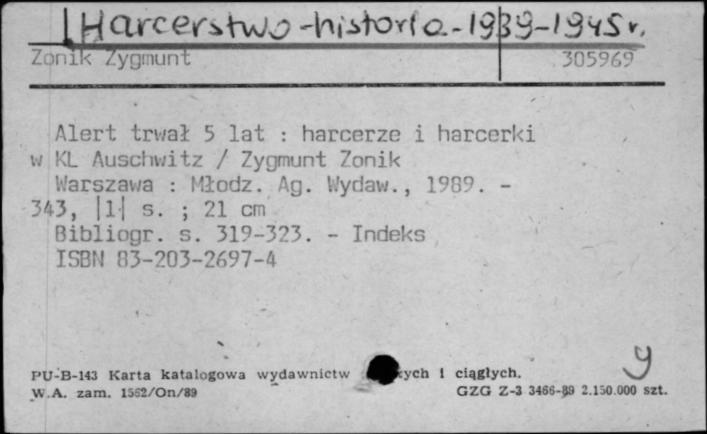 Harcerstwo-historia-1939-1945r.
Zonik Zygmunt 305969
Alert trwał 5 lat : harcerze i harcerki
w KL Auschwitz / Zygmunt Zonik
Warszawa : Młodz. Ag. Wydaw., 1989. -
343, |1| s. ; 21 cm
Bibliogr. s. 319-323. - Indeks
ISBN 83-203-2697-4
y
PU-B-143 Karta katalogowa wydawnictw i ciągłych.
W.A. zam. 1562/On/89 GZG Z-3 3466-89 2.150.000 szt.